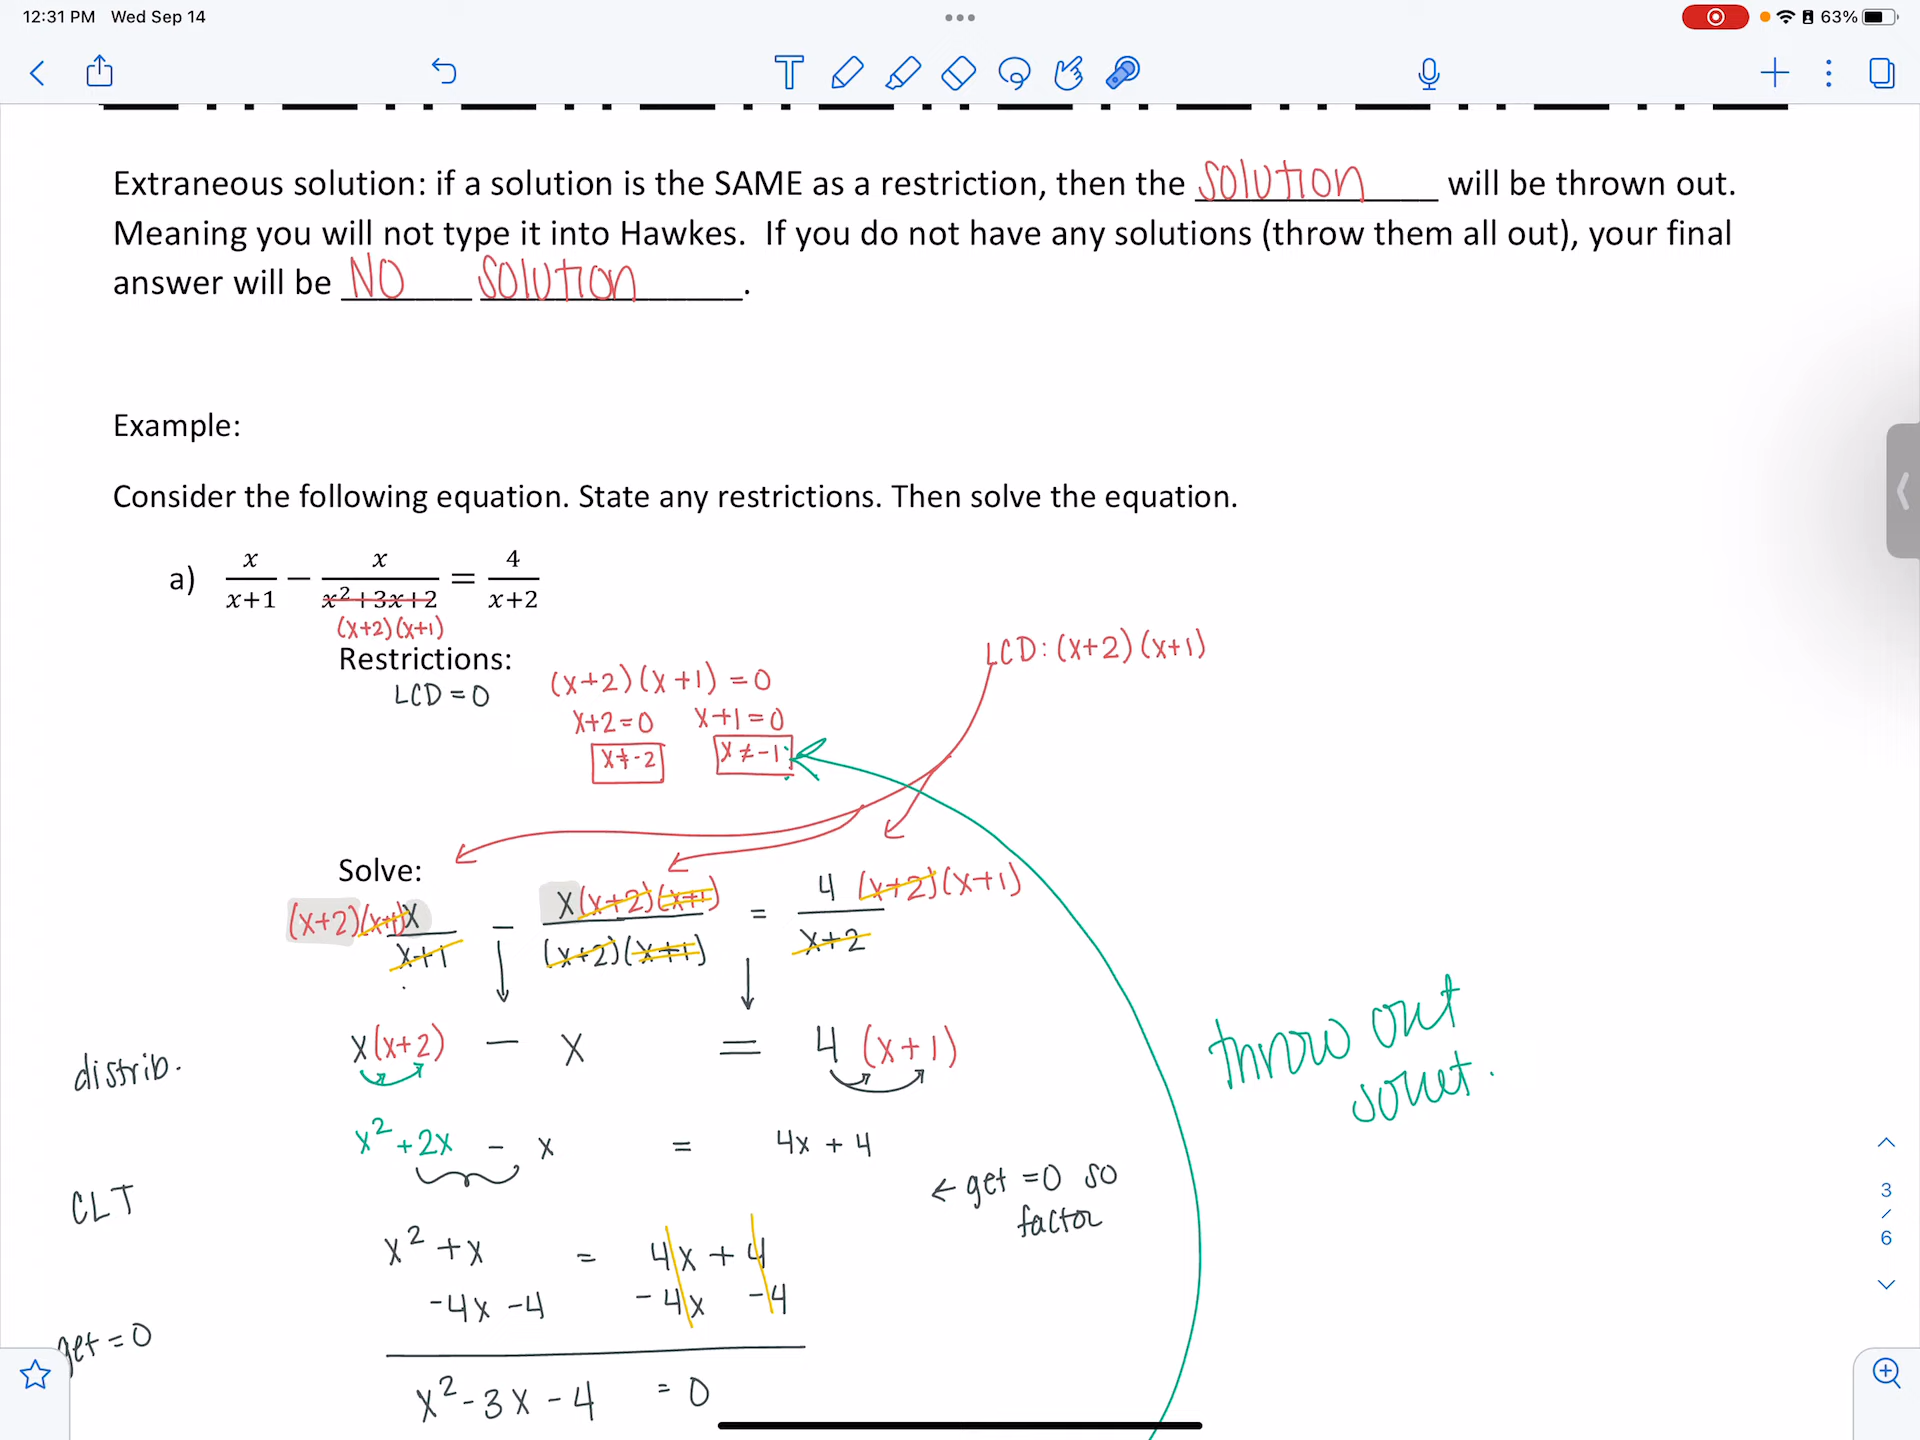 12:31 PM Wed Sep 14
63%
Extraneous solution: if a solution is the SAME as a restriction, then the solution will be thrown out.
Meaning you will not type it into Hawkes. If you do not have any solutions (throw them all out), your final
answer will be NO solution.
Example:
Consider the following equation. State any restrictions. Then solve the equation.
a) x/(x+1) − x/(x²+3x+2) = 4/(x+2)
(x+2)(x+1)
Restrictions:
LCD = 0
(x+2)(x+1) = 0
x+2=0 x+1=0
x≠-2 x≠-1
LCD: (x+2)(x+1)
Solve:
(x+2)(x+1)x/(x+1) − x(x+2)(x+1)/((x+2)(x+1)) = 4(x+2)(x+1)/(x+2)
distrib.
x(x+2) − x = 4(x+1)
x²+2x − x = 4x + 4
CLT
← get =0 so
factor
x² + x = 4x + 4
-4x -4 -4x -4
get = 0
x² - 3x - 4 = 0
throw out
3
/
6